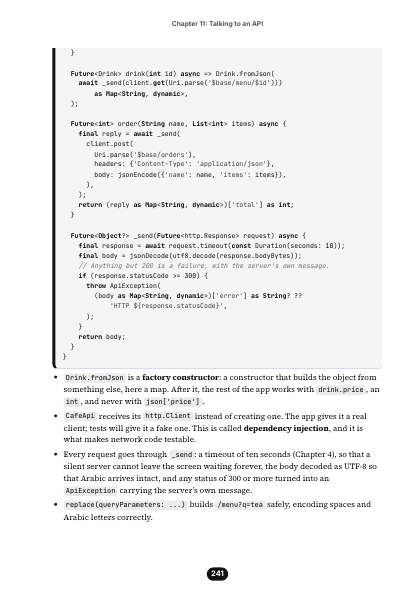 Chapter 11: Talking to an API
}
Future<Drink> drink(int id) async => Drink.fromJson(
await _send(client.get(Uri.parse('$base/menu/$id')))
as Map<String, dynamic>,
);
Future<int> order(String name, List<int> items) async {
final reply = await _send(
client.post(
Uri.parse('$base/orders'),
headers: {'Content-Type': 'application/json'},
body: jsonEncode({'name': name, 'items': items}),
),
);
return (reply as Map<String, dynamic>)['total'] as int;
}
Future<Object?> _send(Future<http.Response> request) async {
final response = await request.timeout(const Duration(seconds: 10));
final body = jsonDecode(utf8.decode(response.bodyBytes));
// Anything but 200 is a failure, with the server's own message.
if (response.statusCode >= 300) {
throw ApiException(
(body as Map<String, dynamic>)['error'] as String? ??
'HTTP ${response.statusCode}',
);
}
return body;
}
}
• Drink.fromJson is a factory constructor: a constructor that builds the object from
something else, here a map. After it, the rest of the app works with drink.price, an
int, and never with json['price'].
• CafeApi receives its http.Client instead of creating one. The app gives it a real
client; tests will give it a fake one. This is called dependency injection, and it is
what makes network code testable.
• Every request goes through _send: a timeout of ten seconds (Chapter 4), so that a
silent server cannot leave the screen waiting forever, the body decoded as UTF-8 so
that Arabic arrives intact, and any status of 300 or more turned into an
ApiException carrying the server's own message.
• replace(queryParameters: ...) builds /menu?q=tea safely, encoding spaces and
Arabic letters correctly.
241